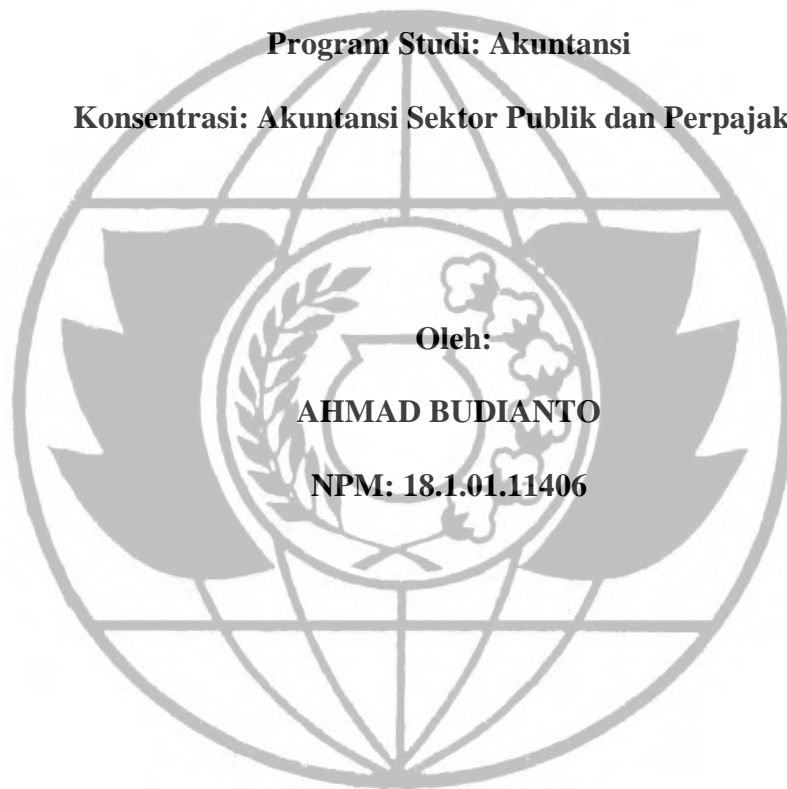 Program Studi: Akuntansi
Konsentrasi: Akuntansi Sektor Publik dan Perpajak
Oleh:
AHMAD BUDIANTO
NPM: 18.1.01.11406